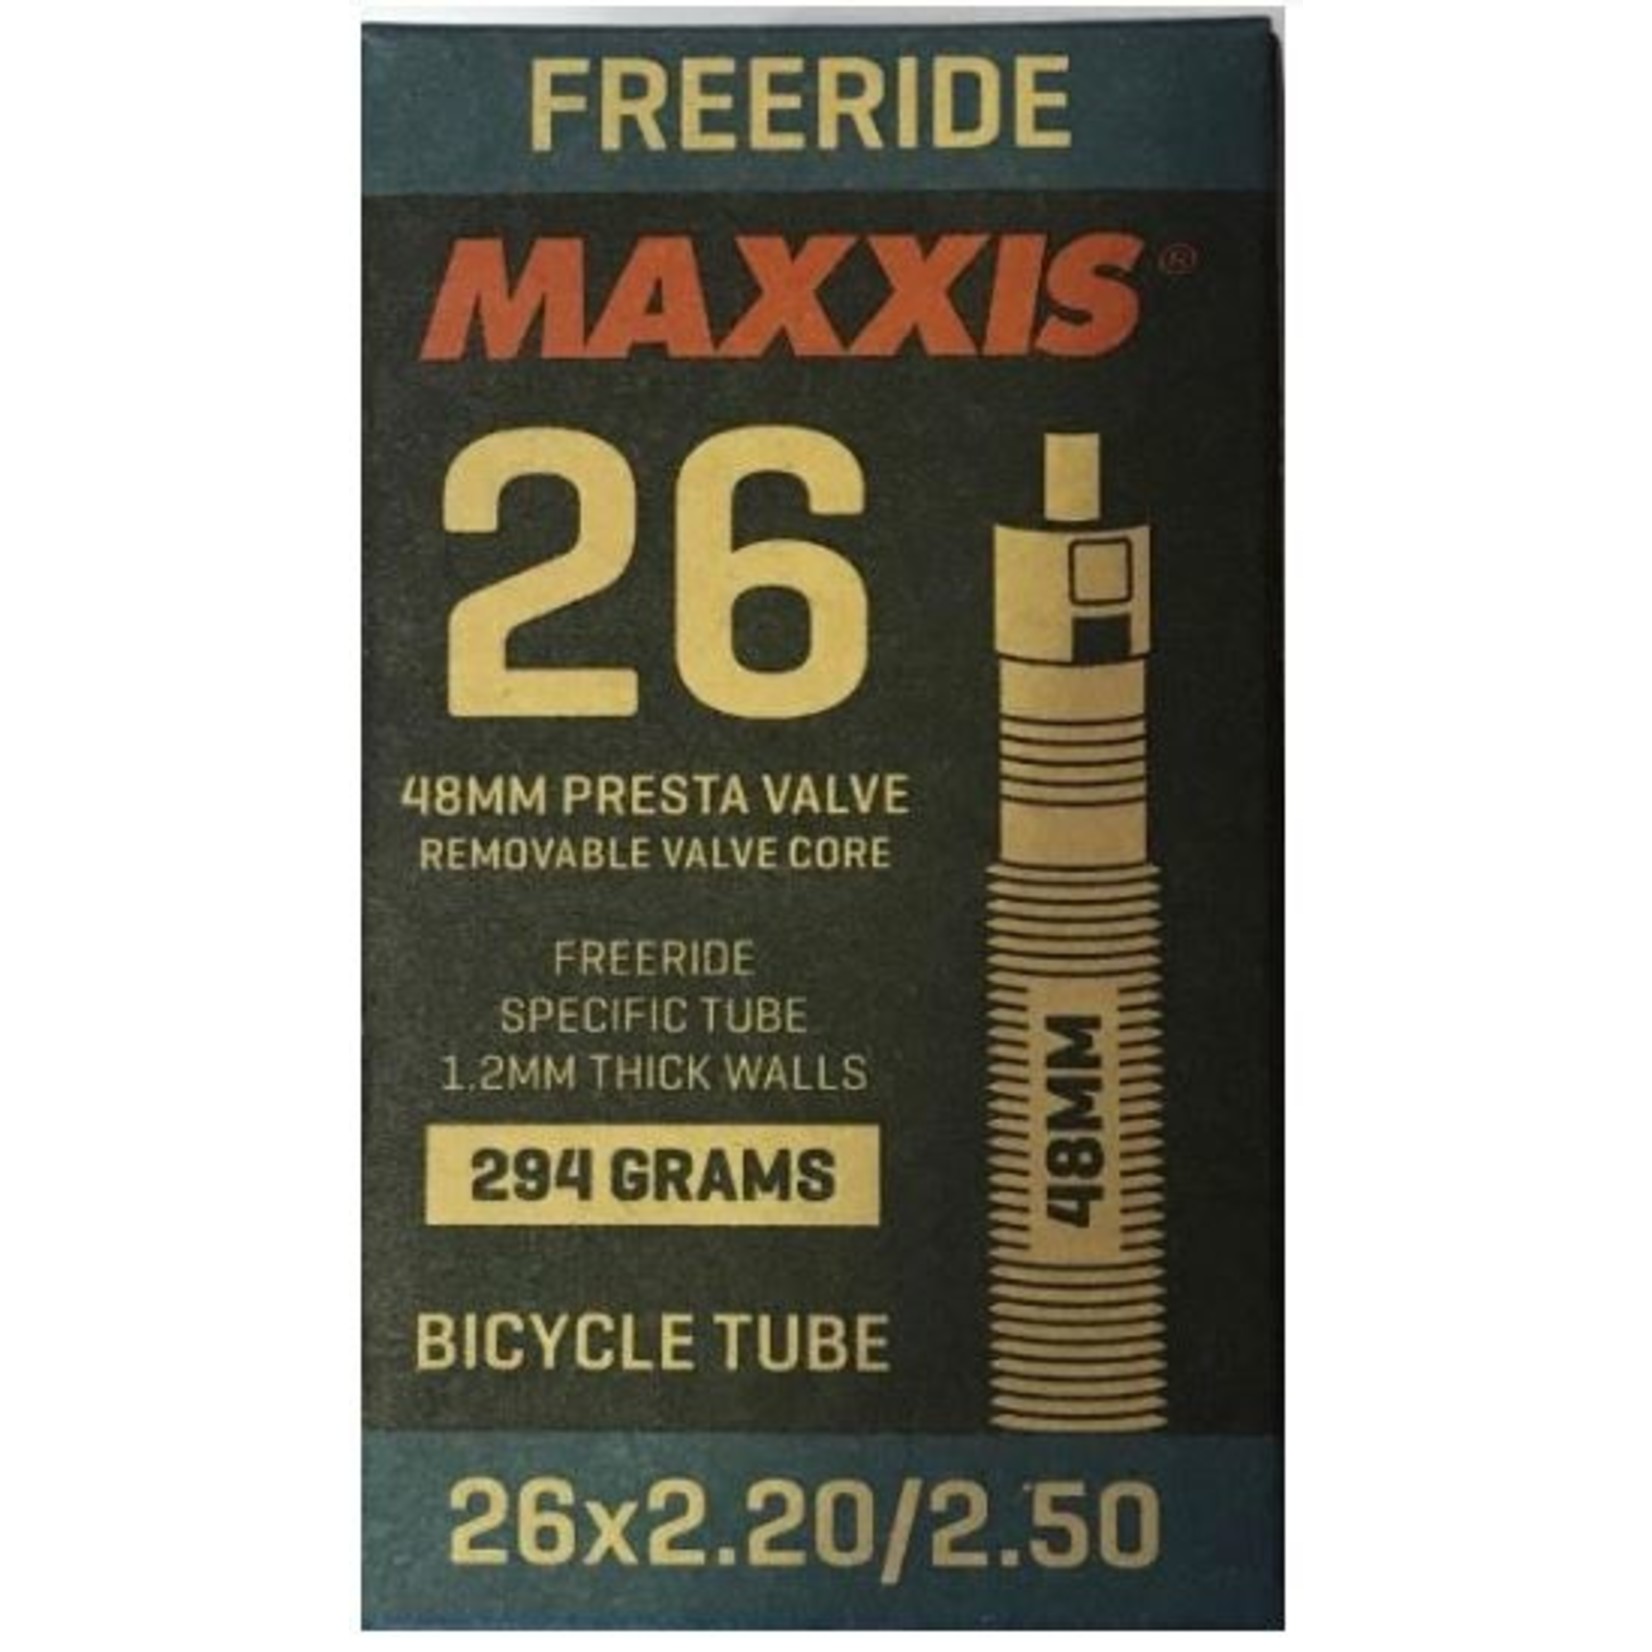 FREERIDE
MAXXIS®
26
48MM PRESTA VALVE
REMOVABLE VALVE CORE
FREERIDE
SPECIFIC TUBE
1.2MM THICK WALLS
294 GRAMS
48MM
BICYCLE TUBE
26x2.20/2.50